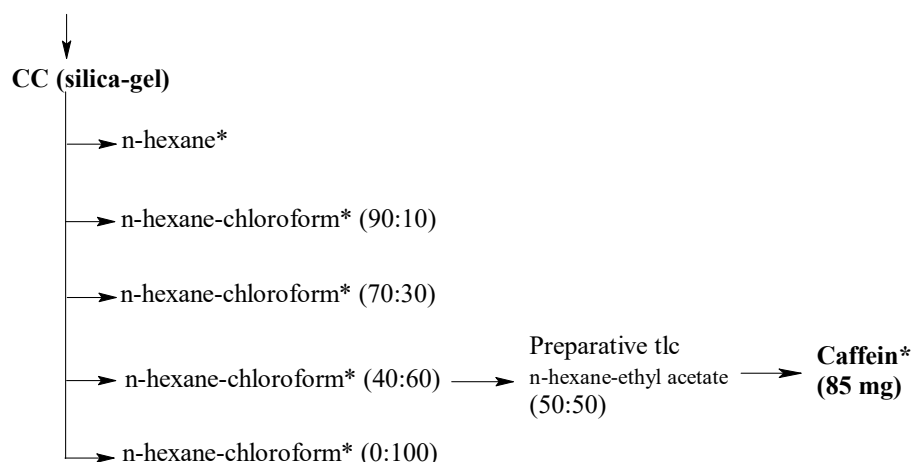 CC (silica-gel)
n-hexane*
n-hexane-chloroform* (90:10)
n-hexane-chloroform* (70:30)
n-hexane-chloroform* (40:60)
Preparative tlc
n-hexane-ethyl acetate
(50:50)
Caffein*
(85 mg)
n-hexane-chloroform* (0:100)